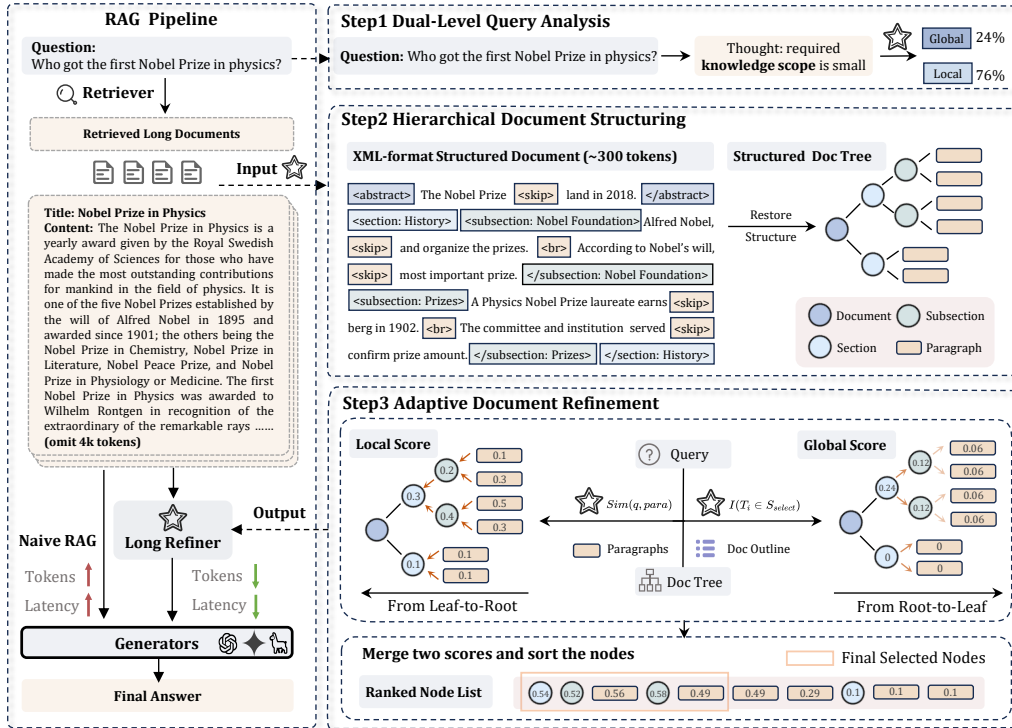 RAG Pipeline
Question:
Who got the first Nobel Prize in physics?
Retriever
Retrieved Long Documents
Input
Title: Nobel Prize in Physics
Content: The Nobel Prize in Physics is a
yearly award given by the Royal Swedish
Academy of Sciences for those who have
made the most outstanding contributions
for mankind in the field of physics. It is
one of the five Nobel Prizes established by
the will of Alfred Nobel in 1895 and
awarded since 1901; the others being the
Nobel Prize in Chemistry, Nobel Prize in
Literature, Nobel Peace Prize, and Nobel
Prize in Physiology or Medicine. The first
Nobel Prize in Physics was awarded to
Wilhelm Rontgen in recognition of the
extraordinary of the remarkable rays ......
(omit 4k tokens)
Output
Naive RAG
Long Refiner
Tokens
Latency
Tokens
Latency
Generators
Final Answer
Step1 Dual-Level Query Analysis
Question: Who got the first Nobel Prize in physics?
Thought: required
knowledge scope is small
Global 24%
Local 76%
Step2 Hierarchical Document Structuring
XML-format Structured Document (~300 tokens)
<abstract> The Nobel Prize <skip> land in 2018. </abstract>
<section: History> <subsection: Nobel Foundation> Alfred Nobel,
<skip> and organize the prizes. <br> According to Nobel's will,
<skip> most important prize. </subsection: Nobel Foundation>
<subsection: Prizes> A Physics Nobel Prize laureate earns <skip>
berg in 1902. <br> The committee and institution served <skip>
confirm prize amount. </subsection: Prizes> </section: History>
Restore
Structure
Structured Doc Tree
Document
Subsection
Section
Paragraph
Step3 Adaptive Document Refinement
Local Score
0.1
0.2
0.3
0.3
0.5
0.4
0.3
0.1
0.1
0.1
From Leaf-to-Root
Query
Sim(q, para)
I(T_i ∈ S_select)
Paragraphs
Doc Outline
Doc Tree
Global Score
0.06
0.12
0.06
0.24
0.06
0.12
0.06
0
0
0
From Root-to-Leaf
Merge two scores and sort the nodes
Final Selected Nodes
Ranked Node List
0.54 0.52 0.56 0.58 0.49 0.49 0.29 0.1 0.1 0.1